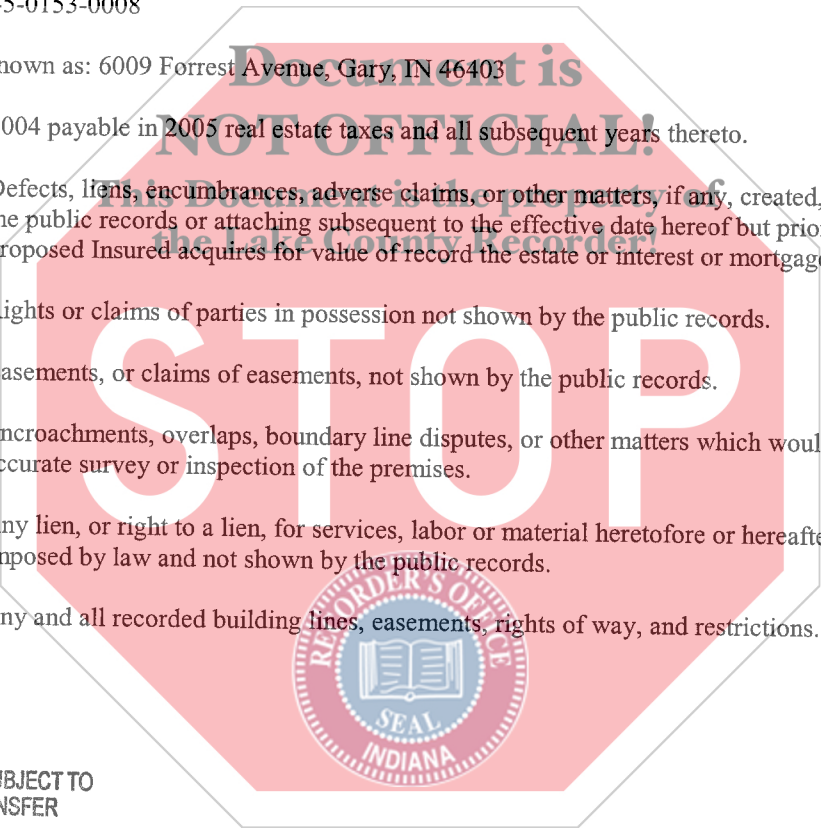 5-0153-0008
nown as: 6009 Forrest Avenue, Gary, IN 46403
Document is
004 payable in 2005 real estate taxes and all subsequent years thereto.
NOT OFFICIAL!
Defects, liens, encumbrances, adverse claims, or other matters, if any, created,
This Document is the property of
he public records or attaching subsequent to the effective date hereof but prior
the Lake County Recorder!
roposed Insured acquires for value of record the estate or interest or mortgage
ights or claims of parties in possession not shown by the public records.
STOP
asements, or claims of easements, not shown by the public records.
ncroachments, overlaps, boundary line disputes, or other matters which woul
ccurate survey or inspection of the premises.
ny lien, or right to a lien, for services, labor or material heretofore or hereafte
mposed by law and not shown by the public records.
ny and all recorded building lines, easements, rights of way, and restrictions.
RECORDER'S OFFICE
SEAL
INDIANA
UBJECT TO
NSFER